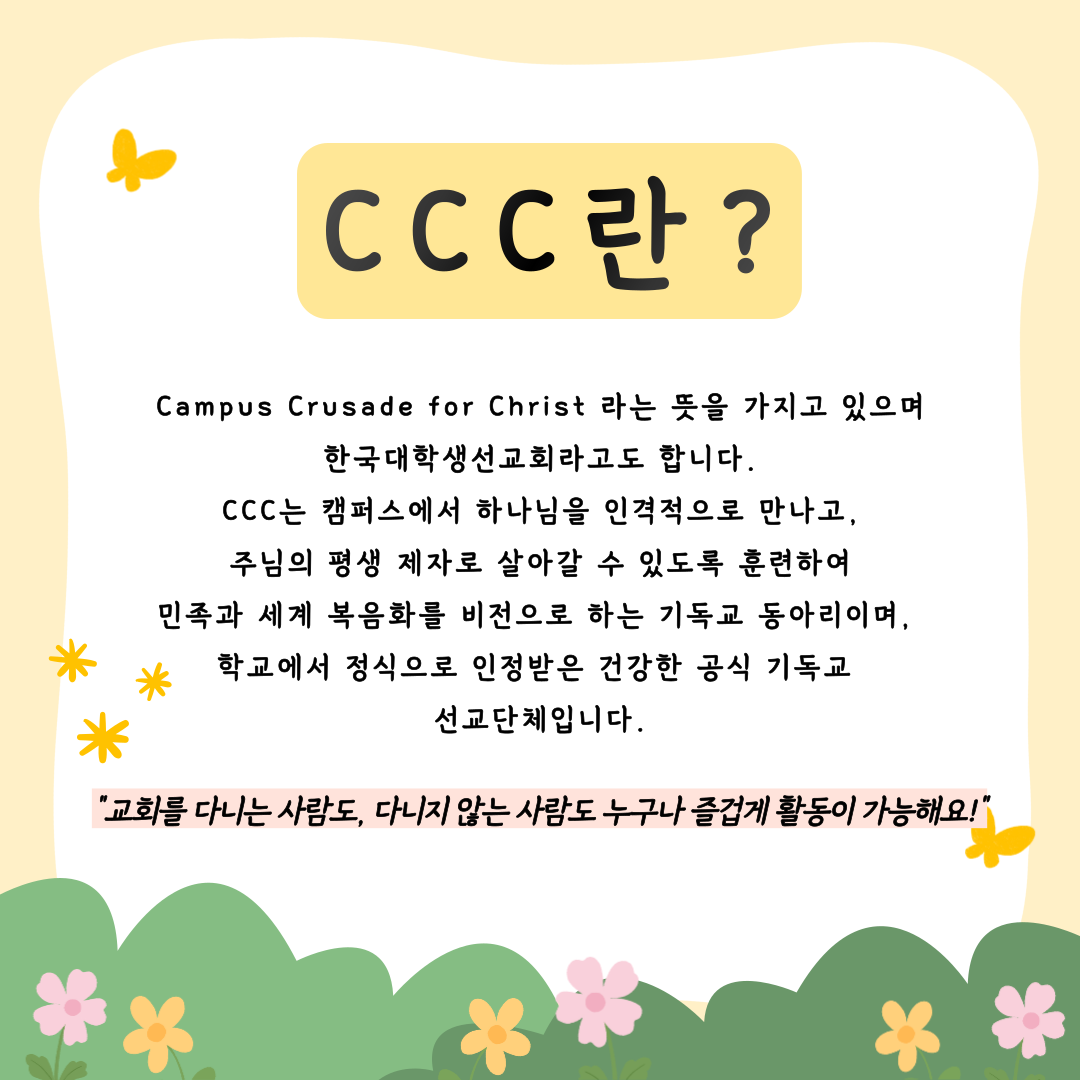 CCC란?
Campus Crusade for Christ 라는 뜻을 가지고 있으며
한국대학생선교회라고도 합니다.
CCC는 캠퍼스에서 하나님을 인격적으로 만나고,
주님의 평생 제자로 살아갈 수 있도록 훈련하여
민족과 세계 복음화를 비전으로 하는 기독교 동아리이며,
학교에서 정식으로 인정받은 건강한 공식 기독교
선교단체입니다.
"교회를 다니는 사람도, 다니지 않는 사람도 누구나 즐겁게 활동이 가능해요!"